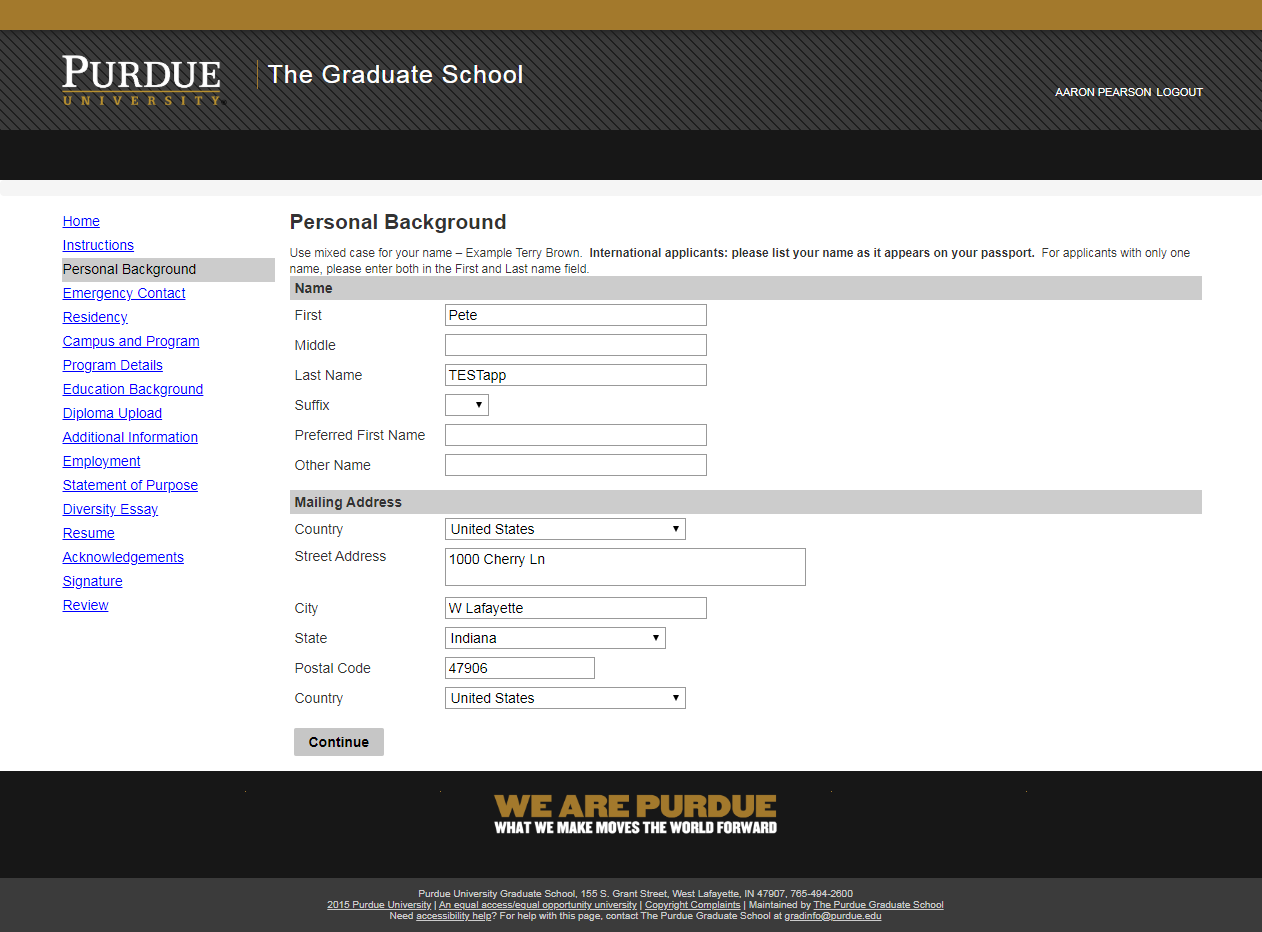 PURDUE
UNIVERSITY
The Graduate School
AARON PEARSON LOGOUT
Home
Instructions
Personal Background
Emergency Contact
Residency
Campus and Program
Program Details
Education Background
Diploma Upload
Additional Information
Employment
Statement of Purpose
Diversity Essay
Resume
Acknowledgements
Signature
Review
Personal Background
Use mixed case for your name – Example Terry Brown. International applicants: please list your name as it appears on your passport. For applicants with only one
name, please enter both in the First and Last name field.
Name
First Pete
Middle
Last Name TESTapp
Suffix
Preferred First Name
Other Name
Mailing Address
Country United States
Street Address 1000 Cherry Ln
City W Lafayette
State Indiana
Postal Code 47906
Country United States
Continue
WE ARE PURDUE
WHAT WE MAKE MOVES THE WORLD FORWARD
Purdue University Graduate School, 155 S. Grant Street, West Lafayette, IN 47907, 765-494-2600
2015 Purdue University | An equal access/equal opportunity university | Copyright Complaints | Maintained by The Purdue Graduate School
Need accessibility help? For help with this page, contact The Purdue Graduate School at gradinfo@purdue.edu